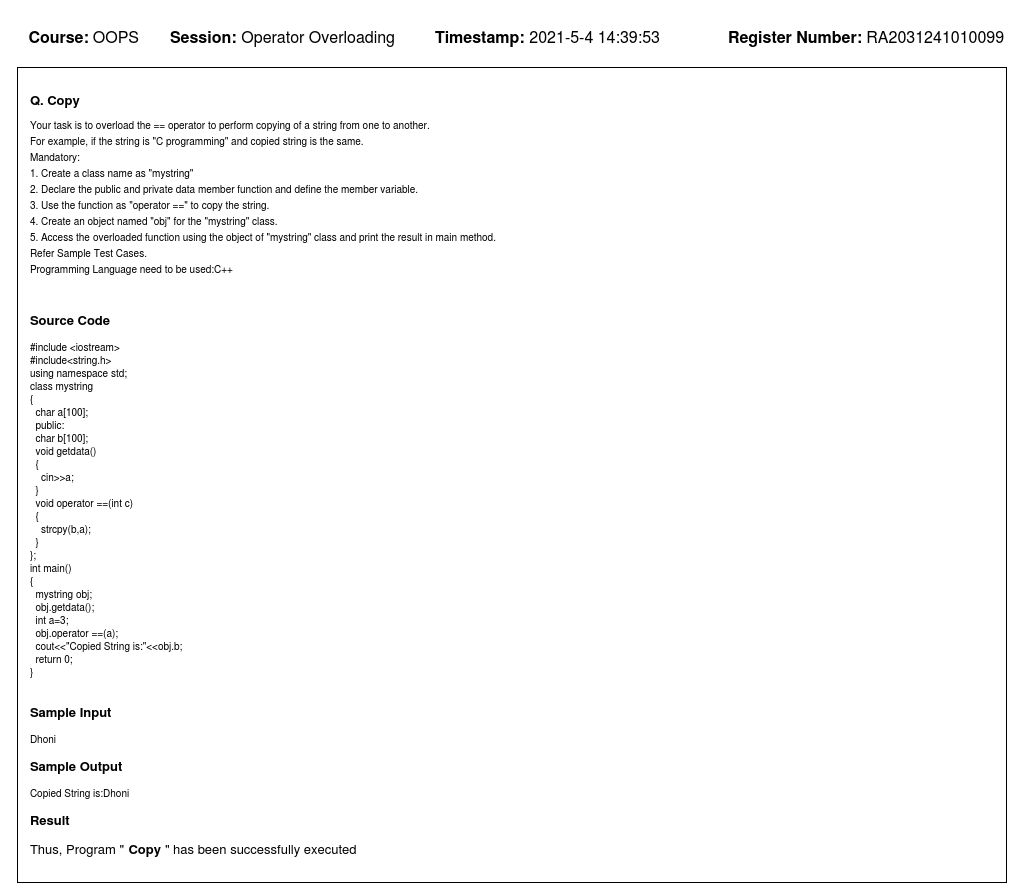 Course: OOPS Session: Operator Overloading Timestamp: 2021-5-4 14:39:53 Register Number: RA2031241010099
Q. Copy
Your task is to overload the == operator to perform copying of a string from one to another.
For example, if the string is "C programming" and copied string is the same.
Mandatory:
1. Create a class name as "mystring"
2. Declare the public and private data member function and define the member variable.
3. Use the function as "operator ==" to copy the string.
4. Create an object named "obj" for the "mystring" class.
5. Access the overloaded function using the object of "mystring" class and print the result in main method.
Refer Sample Test Cases.
Programming Language need to be used:C++
Source Code
#include <iostream>
#include<string.h>
using namespace std;
class mystring
{
char a[100];
public:
char b[100];
void getdata()
{
cin>>a;
}
void operator ==(int c)
{
strcpy(b,a);
}
};
int main()
{
mystring obj;
obj.getdata();
int a=3;
obj.operator ==(a);
cout<<"Copied String is:"<<obj.b;
return 0;
}
Sample Input
Dhoni
Sample Output
Copied String is:Dhoni
Result
Thus, Program " Copy " has been successfully executed